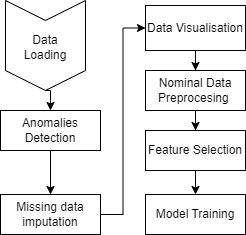 Data
Loading
Anomalies
Detection
Missing data
imputation
Data Visualisation
Nominal Data
Preprocesing
Feature Selection
Model Training